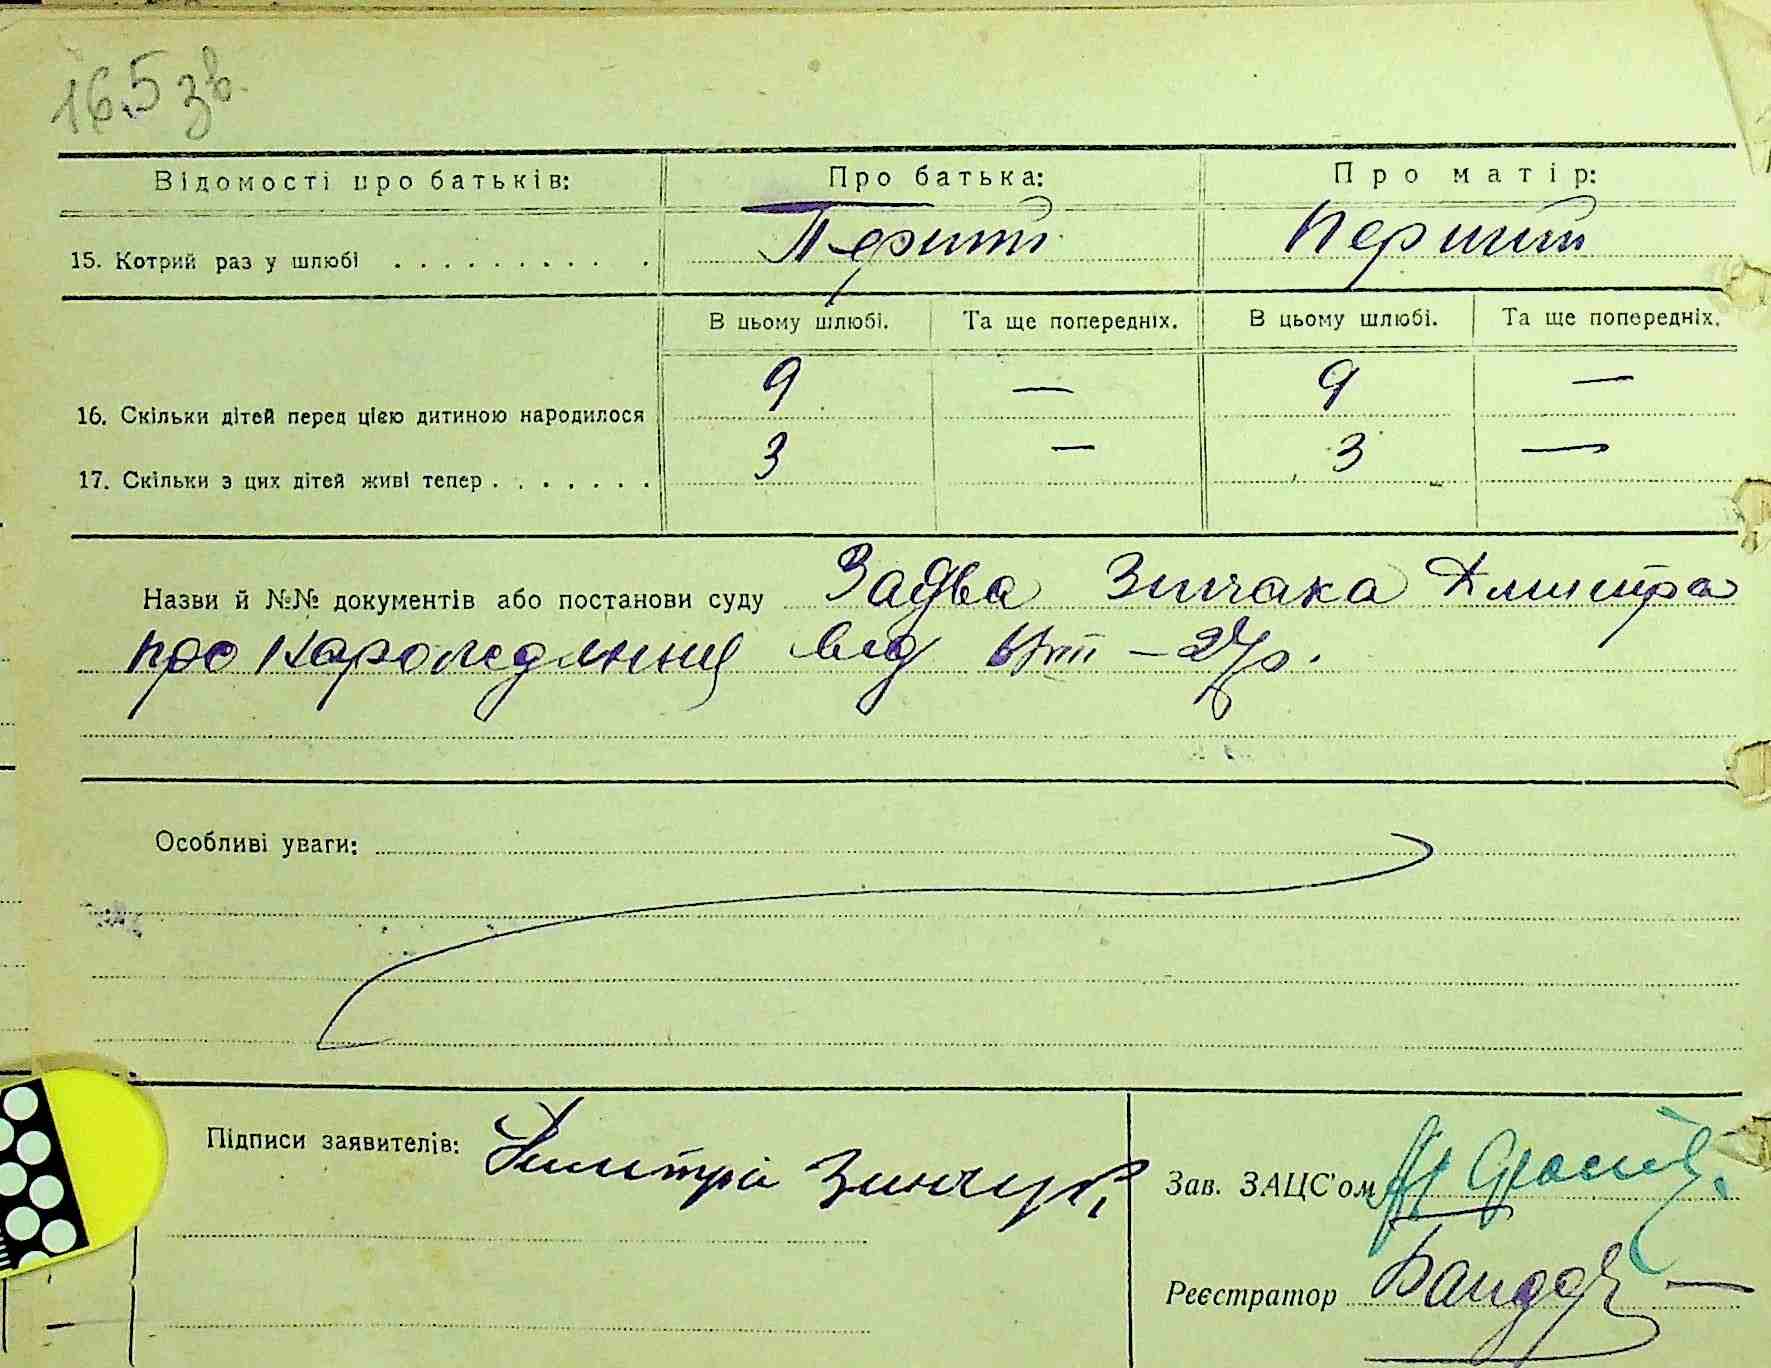 165 зв.
Відомості про батьків: Про батька: Про матір:
15. Котрий раз у шлюбі . . . . . . . . . . Перший Перший
В цьому шлюбі. Та ще попередніх. В цьому шлюбі. Та ще попередніх.
16. Скільки дітей перед цією дитиною народилося 9 — 9 —
17. Скільки з цих дітей живі тепер . . . . . . . 3 — 3 —
Назви й №№ документів або постанови суду Заява Дмитра
про народження від
Особливі уваги:
Підписи заявителів: Дмитрій Зинчук
Зав. ЗАЦС'ом
Реєстратор